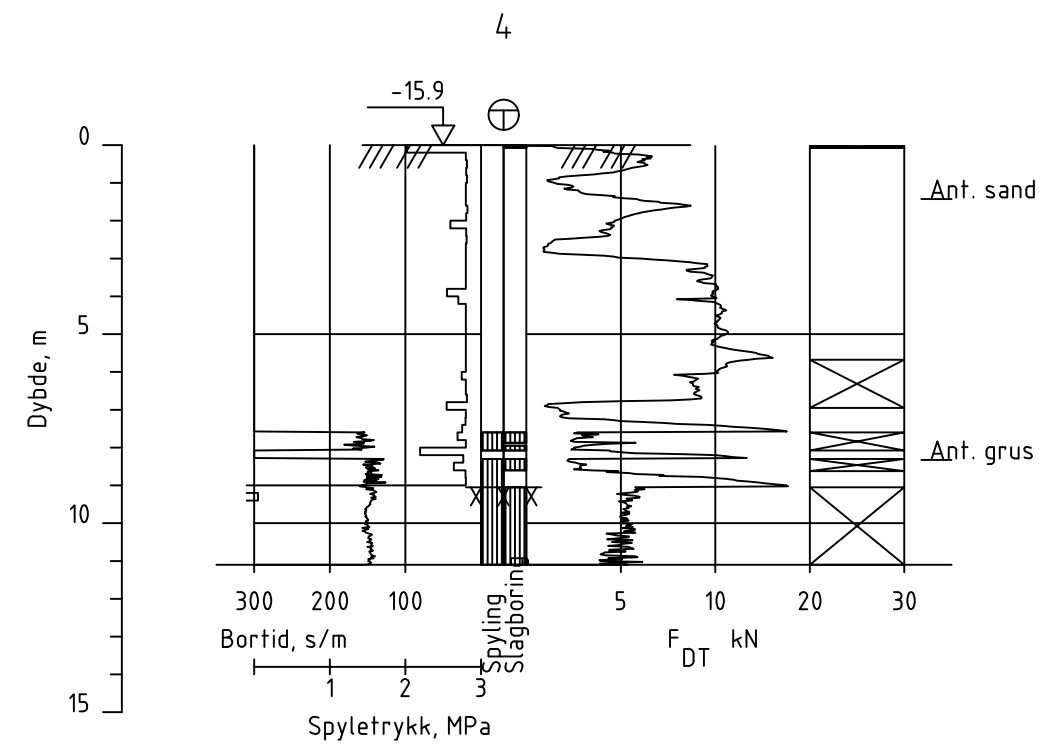 4
-15.9
0
Ant. sand
5
Dybde, m
Ant. grus
10
300 200 100 5 10 20 30
Bortid, s/m
Spyling
Slagboring
F DT kN
1 2 3
15
Spyletrykk, MPa